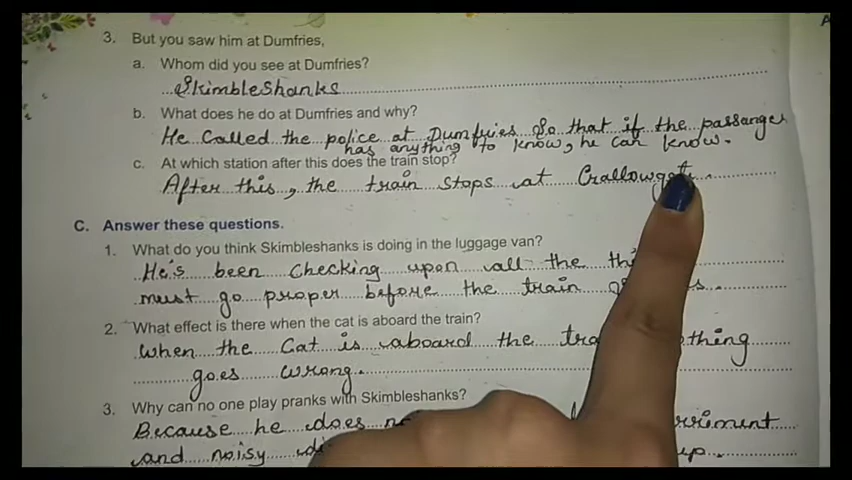 3. But you saw him at Dumfries,
a. Whom did you see at Dumfries?
Skimbleshanks
b. What does he do at Dumfries and why?
He called the police at Dumfries So that if the passanger
has anything to know, he can know.
c. At which station after this does the train stop?
After this, the train stops at
C. Answer these questions.
1. What do you think Skimbleshanks is doing in the luggage van?
He's been checking upon all the
must go proper before the train
2. What effect is there when the cat is aboard the train?
When the Cat is aboard the
goes wrong.
3. Why can no one play pranks with Skimbleshanks?
Because he does
and noisy